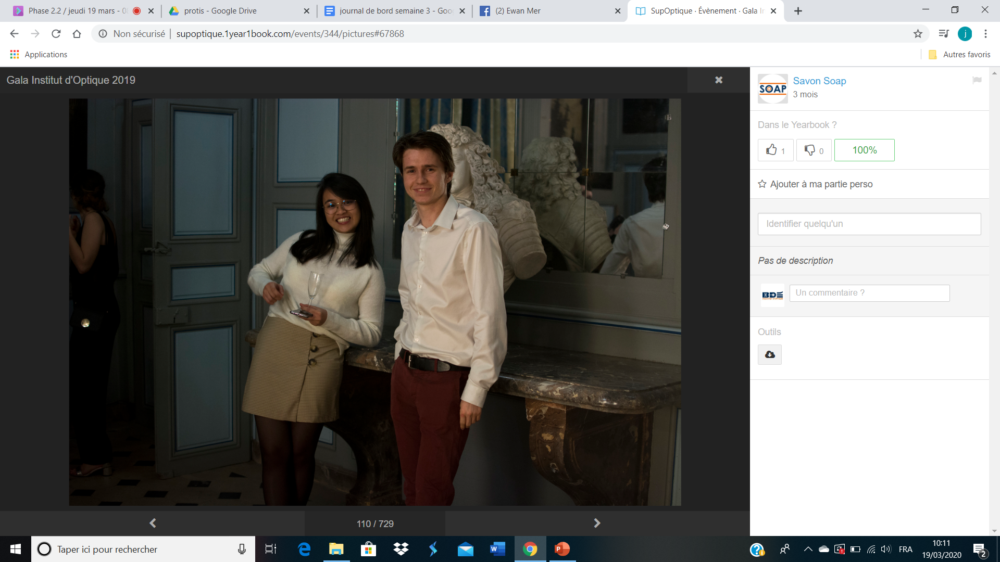 Phase 2.2 / jeudi 19 mars - 0
protis - Google Drive
journal de bord semaine 3 - Goo
(2) Ewan Mer
SupOptique · Évènement · Gala I
Non sécurisé
supoptique.1year1book.com/events/344/pictures#67868
j
Applications
Autres favoris
Gala Institut d'Optique 2019
SOAP
Savon Soap
3 mois
Dans le Yearbook ?
1
0
100%
Ajouter à ma partie perso
Identifier quelqu'un
Pas de description
BDE
INSTITUT D'OPTIQUE
Un commentaire ?
Outils
110 / 729
Taper ici pour rechercher
FRA
10:11
19/03/2020
2